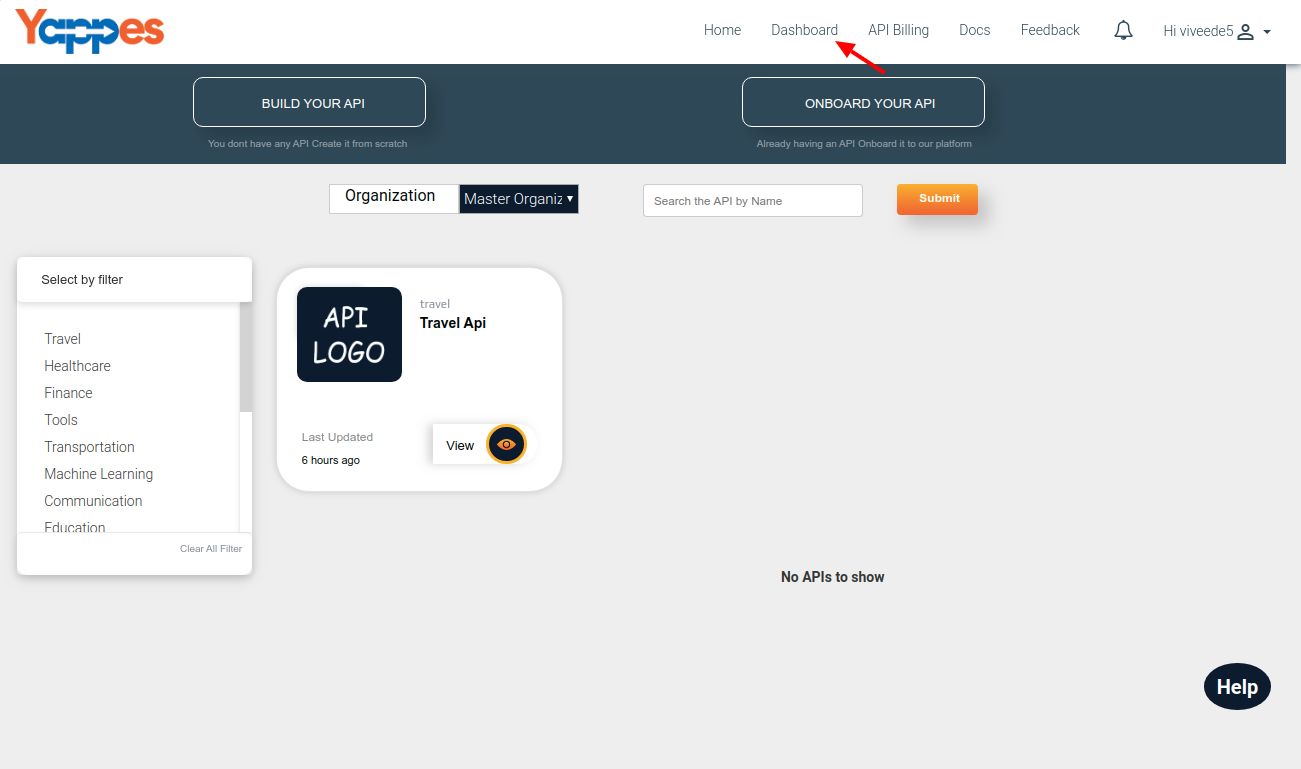 Yappes
Home Dashboard API Billing Docs Feedback Hi viveede5
BUILD YOUR API ONBOARD YOUR API
You dont have any API Create it from scratch Already having an API Onboard it to our platform
Organization Master Organiz Search the API by Name Submit
Select by filter
Travel
Healthcare
Finance
Tools
Transportation
Machine Learning
Communication
Education
Clear All Filter
API
LOGO
travel
Travel Api
Last Updated
6 hours ago
View
No APIs to show
Help